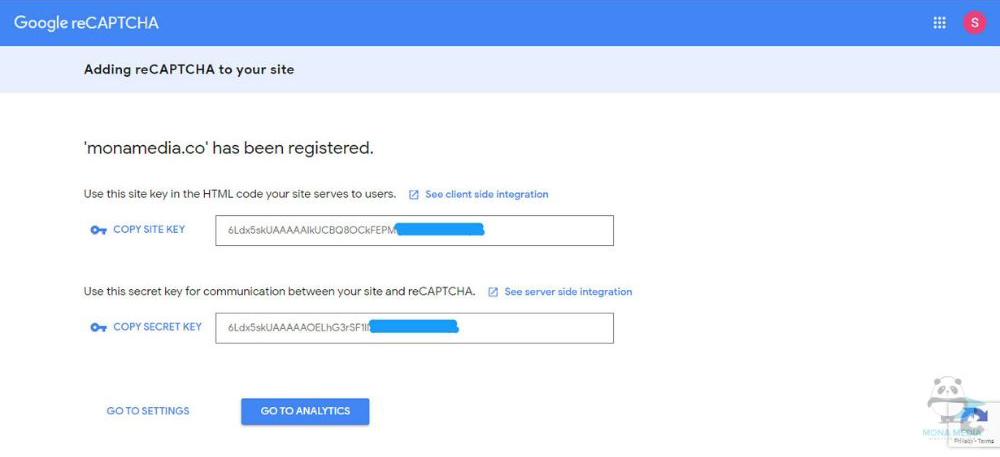 Google reCAPTCHA
S
Adding reCAPTCHA to your site
'monamedia.co' has been registered.
Use this site key in the HTML code your site serves to users. See client side integration
COPY SITE KEY 6Ldx5skUAAAAAIkUCBQ8OCkFEPM
Use this secret key for communication between your site and reCAPTCHA. See server side integration
COPY SECRET KEY 6Ldx5skUAAAAAOELhG3rSF1I
GO TO SETTINGS GO TO ANALYTICS
MONA MEDIA
Privacy - Terms